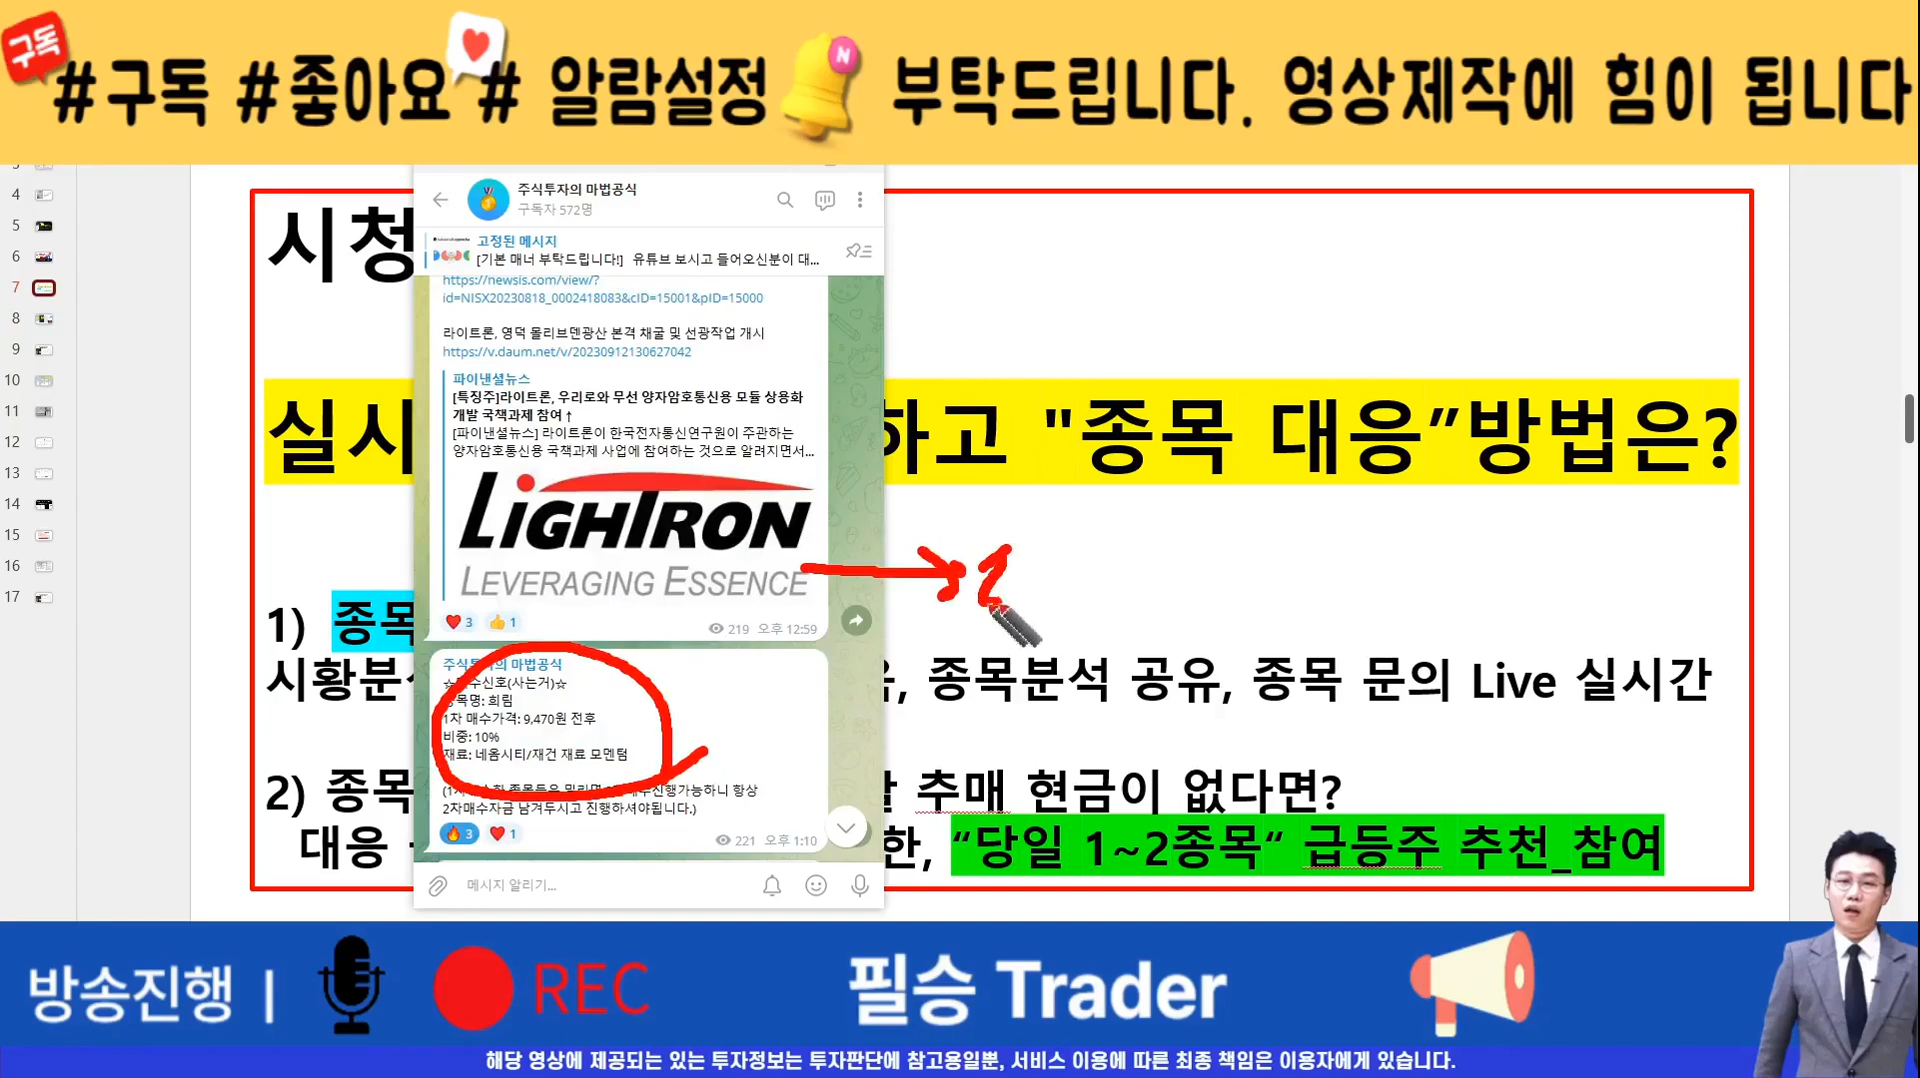 구독
#구독 #좋아요 # 알람설정 N 부탁드립니다. 영상제작에 힘이 됩니다
4
5
6
7
8
9
10
11
12
13
14
15
16
17
시청
실시
하고 "종목 대응”방법은?
1) 종목
시황분
, 종목분석 공유, 종목 문의 Live 실시간
2) 종목
추매 현금이 없다면?
대응
한, “당일 1~2종목“ 급등주 추천_참여
주식투자의 마법공식
구독자 572명
고정된 메시지
[기본 매너 부탁드립니다!] 유튜브 보시고 들어오신분이 대...
https://newsis.com/view/?
id=NISX20230818_0002418083&cID=15001&pID=15000
라이트론, 영덕 몰리브덴광산 본격 채굴 및 선광작업 개시
https://v.daum.net/v/20230912130627042
파이낸셜뉴스
[특징주]라이트론, 우리로와 무선 양자암호통신용 모듈 상용화
개발 국책과제 참여↑
[파이낸셜뉴스] 라이트론이 한국전자통신연구원이 주관하는
양자암호통신용 국책과제 사업에 참여하는 것으로 알려지면서...
LIGHTRON
LEVERAGING ESSENCE
3 1
219 오후 12:59
주식투자의 마법공식
매수신호(사는거)☆
종목명: 희림
1차 매수가격: 9,470원 전후
비중: 10%
재료: 네옴시티/재건 재료 모멘텀
진행가능하니 항상
2차매수자금 남겨두시고 진행하셔야됩니다.)
3 1
221 오후 1:10
메시지 알리기...
방송진행 | REC 필승 Trader
해당 영상에 제공되는 있는 투자정보는 투자판단에 참고용일뿐, 서비스 이용에 따른 최종 책임은 이용자에게 있습니다.